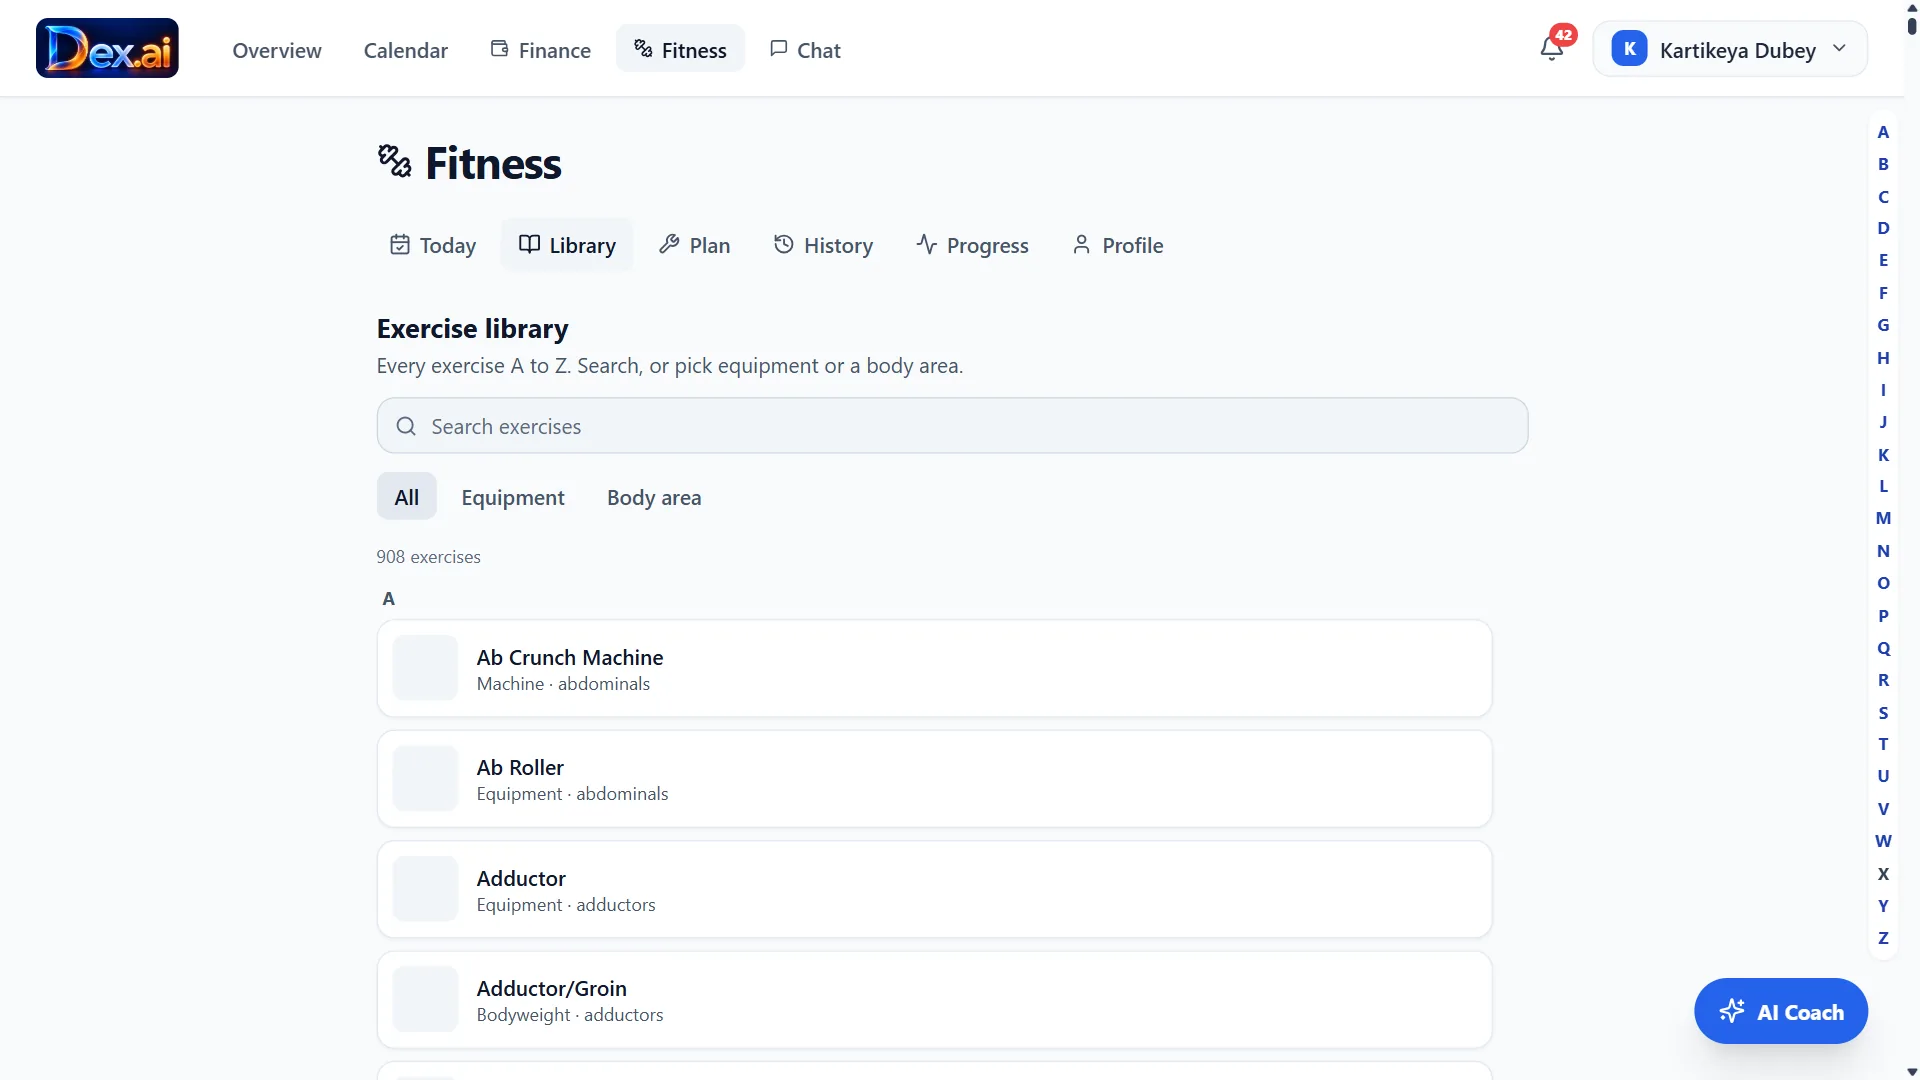 Dex.ai
Overview
Calendar
Finance
Fitness
Chat
42
K
Kartikeya Dubey
Fitness
Today
Library
Plan
History
Progress
Profile
Exercise library
Every exercise A to Z. Search, or pick equipment or a body area.
Search exercises
All
Equipment
Body area
908 exercises
A
Ab Crunch Machine
Machine · abdominals
Ab Roller
Equipment · abdominals
Adductor
Equipment · adductors
Adductor/Groin
Bodyweight · adductors
A
B
C
D
E
F
G
H
I
J
K
L
M
N
O
P
Q
R
S
T
U
V
W
X
Y
Z
AI Coach